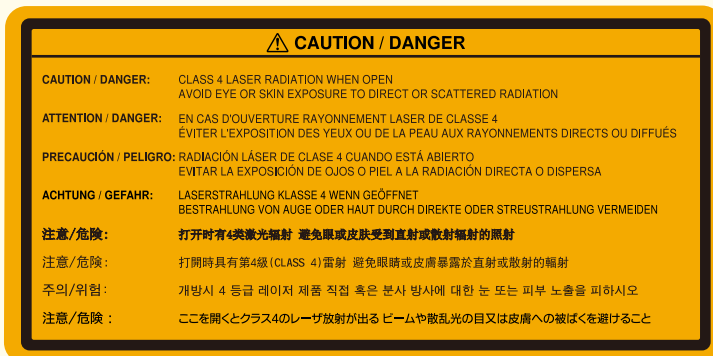 ⚠ CAUTION / DANGER
CAUTION / DANGER: CLASS 4 LASER RADIATION WHEN OPEN
AVOID EYE OR SKIN EXPOSURE TO DIRECT OR SCATTERED RADIATION
ATTENTION / DANGER: EN CAS D'OUVERTURE RAYONNEMENT LASER DE CLASSE 4
ÉVITER L'EXPOSITION DES YEUX OU DE LA PEAU AUX RAYONNEMENTS DIRECTS OU DIFFUÉS
PRECAUCIÓN / PELIGRO: RADIACIÓN LÁSER DE CLASE 4 CUANDO ESTÁ ABIERTO
EVITAR LA EXPOSICIÓN DE OJOS O PIEL A LA RADIACIÓN DIRECTA O DISPERSA
ACHTUNG / GEFAHR: LASERSTRAHLUNG KLASSE 4 WENN GEÖFFNET
BESTRAHLUNG VON AUGE ODER HAUT DURCH DIREKTE ODER STREUSTRAHLUNG VERMEIDEN
注意/危险: 打开时有4类激光辐射 避免眼或皮肤受到直射或散射辐射的照射
注意/危険: 打開時具有第4級(CLASS 4)雷射 避免眼睛或皮膚暴露於直射或散射的輻射
주의/위험: 개방시 4 등급 레이저 제품 직접 혹은 분사 방사에 대한 눈 또는 피부 노출을 피하시오
注意/危険 : ここを開くとクラス4のレーザ放射が出る ビームや散乱光の目又は皮膚への被ばくを避けること